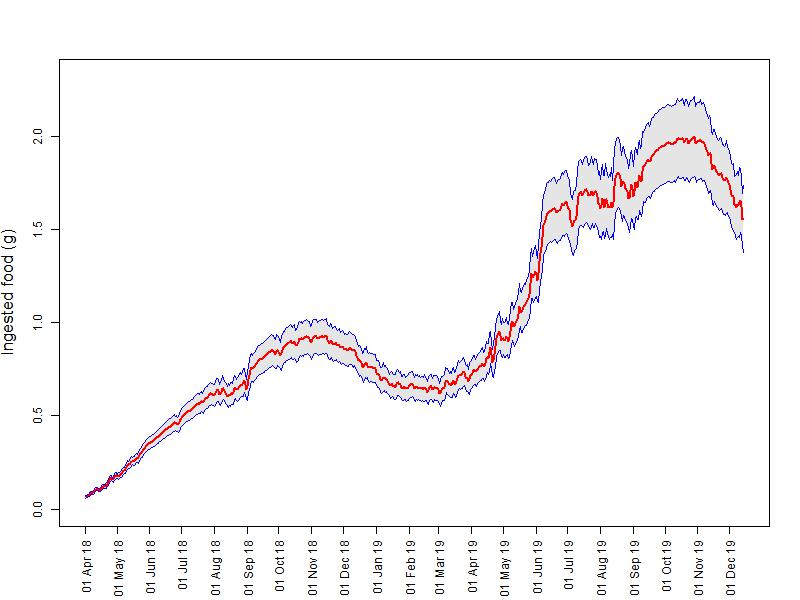 Ingested food (g)
2.0
1.5
1.0
0.5
0.0
01 Apr 18
01 May 18
01 Jun 18
01 Jul 18
01 Aug 18
01 Sep 18
01 Oct 18
01 Nov 18
01 Dec 18
01 Jan 19
01 Feb 19
01 Mar 19
01 Apr 19
01 May 19
01 Jun 19
01 Jul 19
01 Aug 19
01 Sep 19
01 Oct 19
01 Nov 19
01 Dec 19